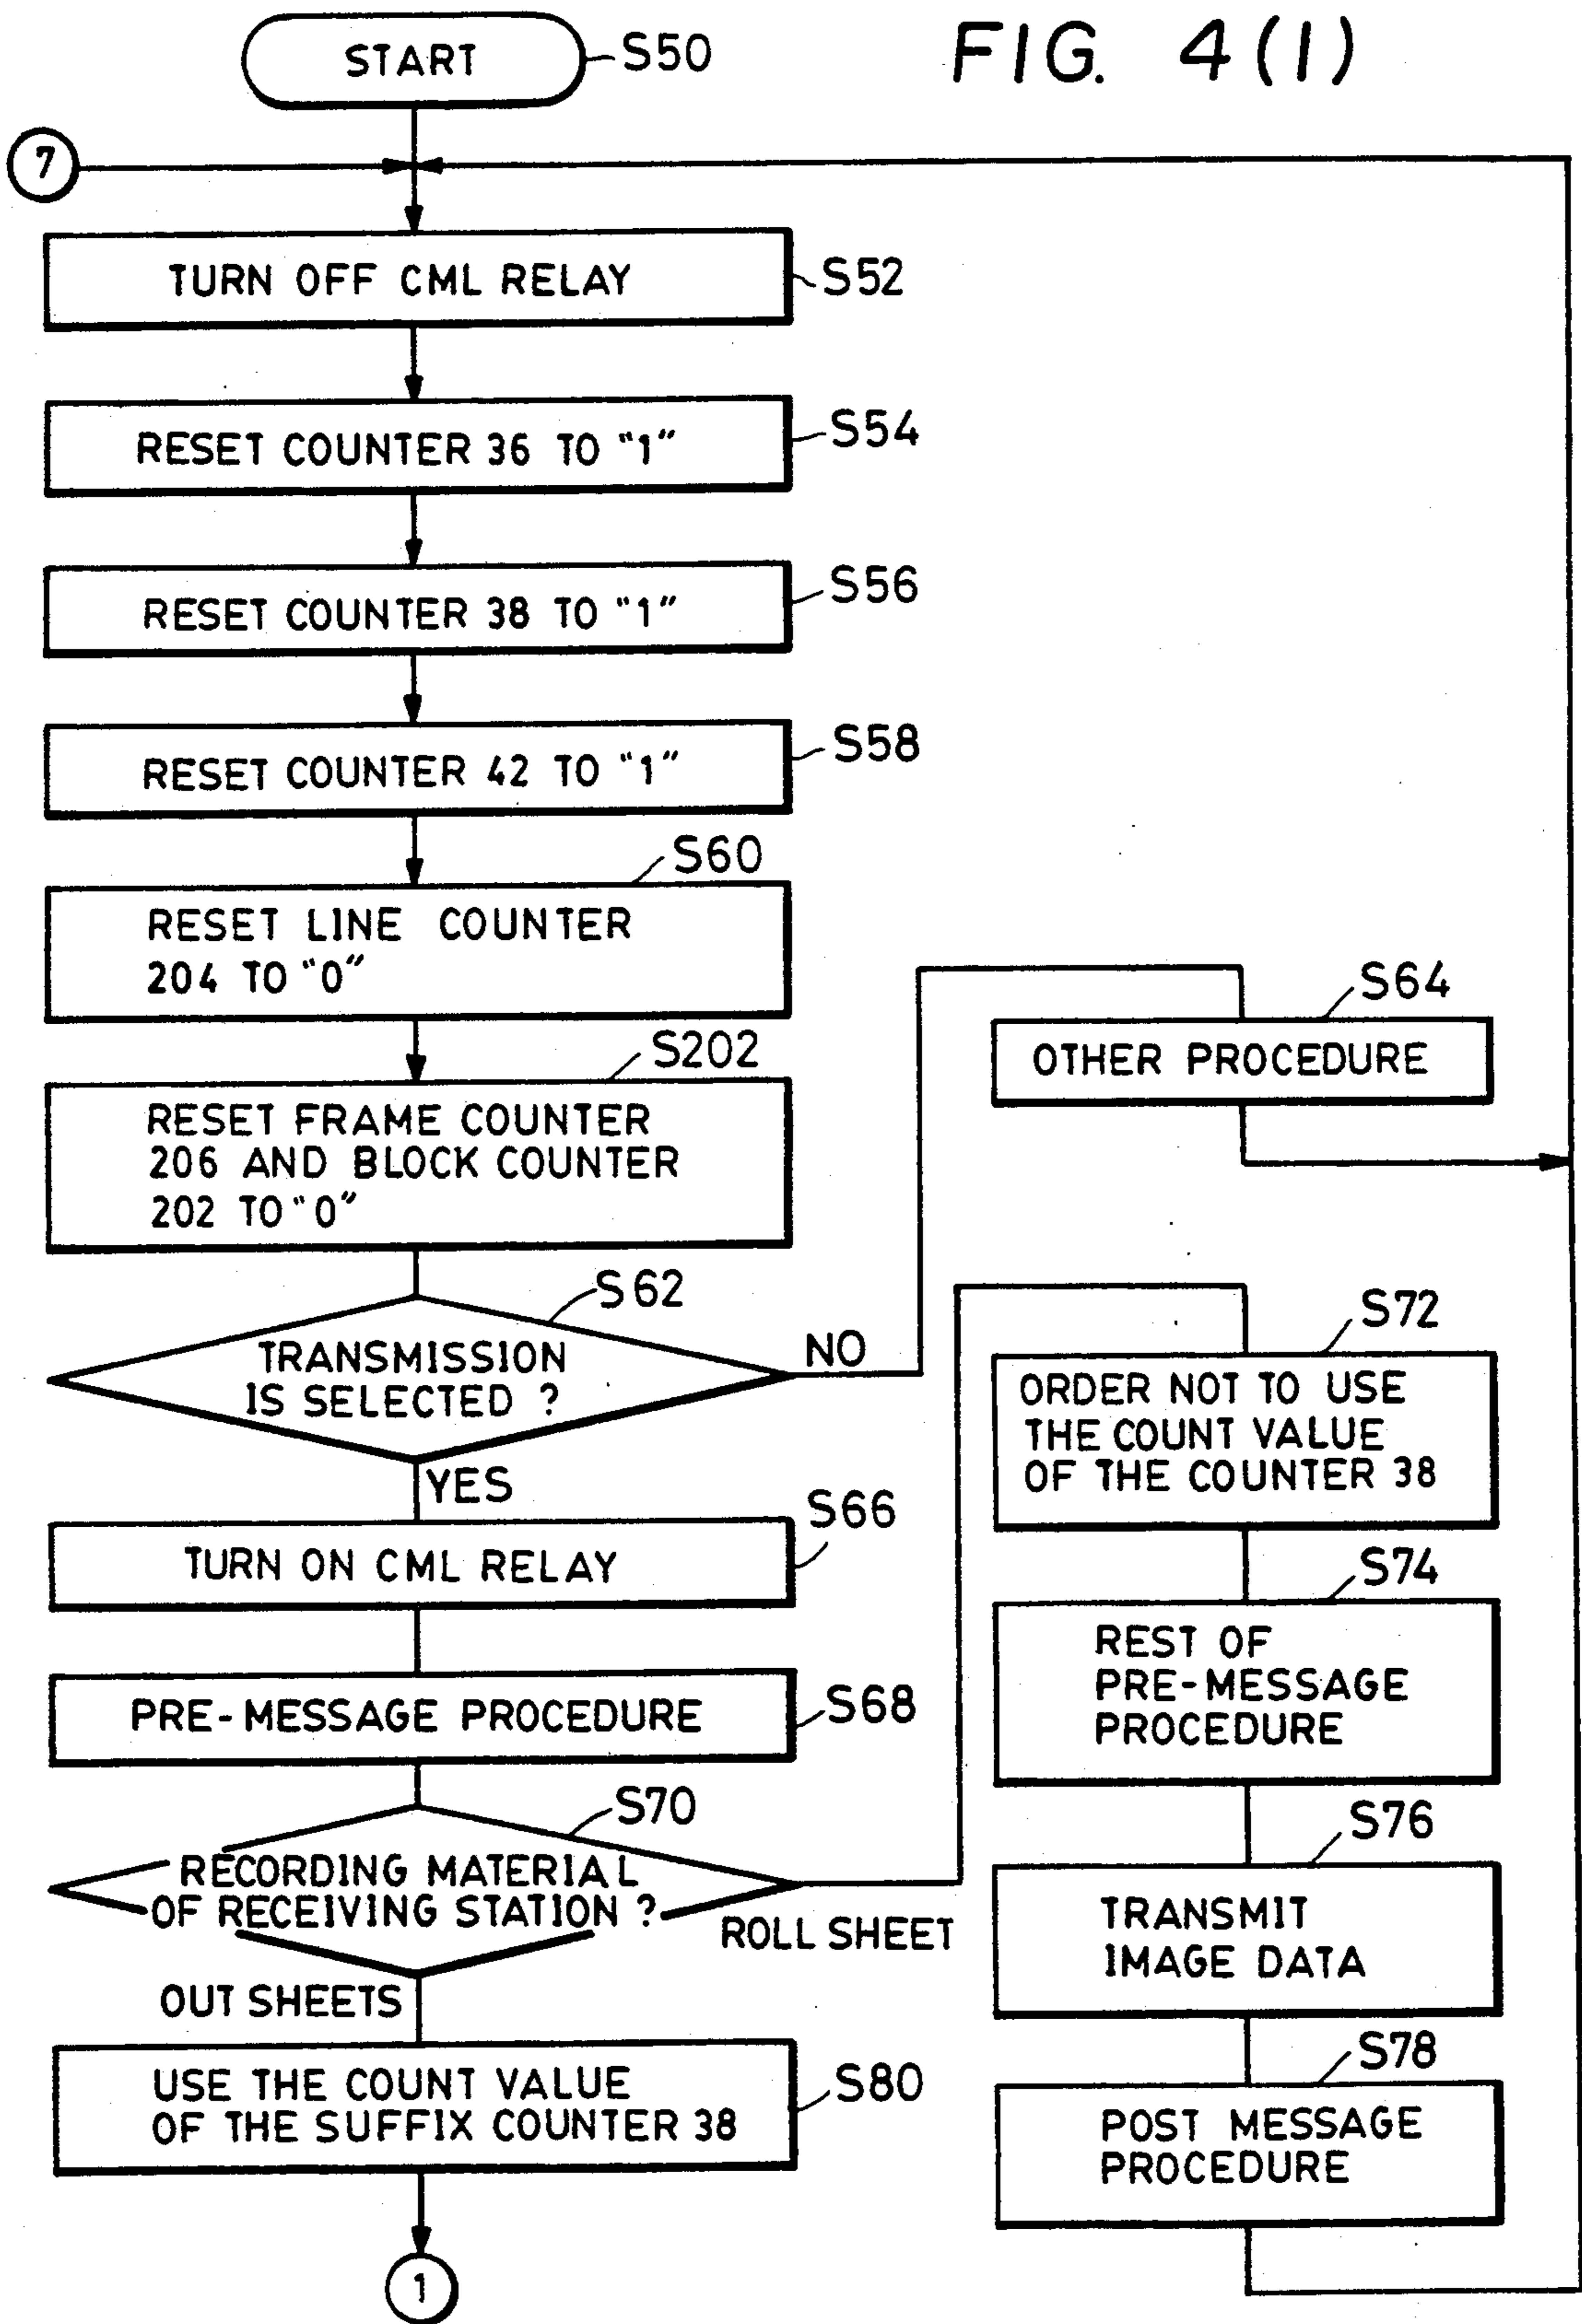 FIG. 4(1)
START
S50
7
TURN OFF CML RELAY
S52
RESET COUNTER 36 TO "1"
S54
RESET COUNTER 38 TO "1"
S56
RESET COUNTER 42 TO "1"
S58
S60
RESET LINE COUNTER
204 TO "0"
S202
RESET FRAME COUNTER
206 AND BLOCK COUNTER
202 TO "0"
S62
TRANSMISSION
IS SELECTED ?
NO
YES
S64
OTHER PROCEDURE
S66
TURN ON CML RELAY
PRE-MESSAGE PROCEDURE
S68
S70
RECORDING MATERIAL
OF RECEIVING STATION ?
ROLL SHEET
OUT SHEETS
S72
ORDER NOT TO USE
THE COUNT VALUE
OF THE COUNTER 38
S74
REST OF
PRE-MESSAGE
PROCEDURE
S76
TRANSMIT
IMAGE DATA
S78
POST MESSAGE
PROCEDURE
USE THE COUNT VALUE
OF THE SUFFIX COUNTER 38
S80
1